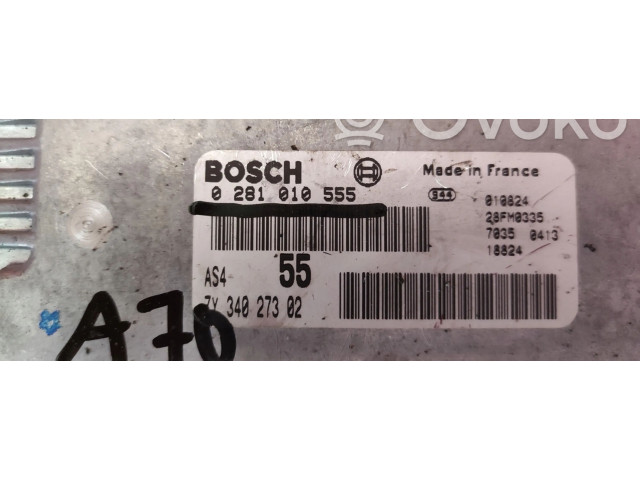 ovoko
BOSCH
Made in France
0 281 010 555
944
010824
28FM0335
7035 0413
18824
AS4 55
340 273 02
A70